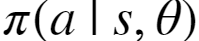 π(a | s, θ)